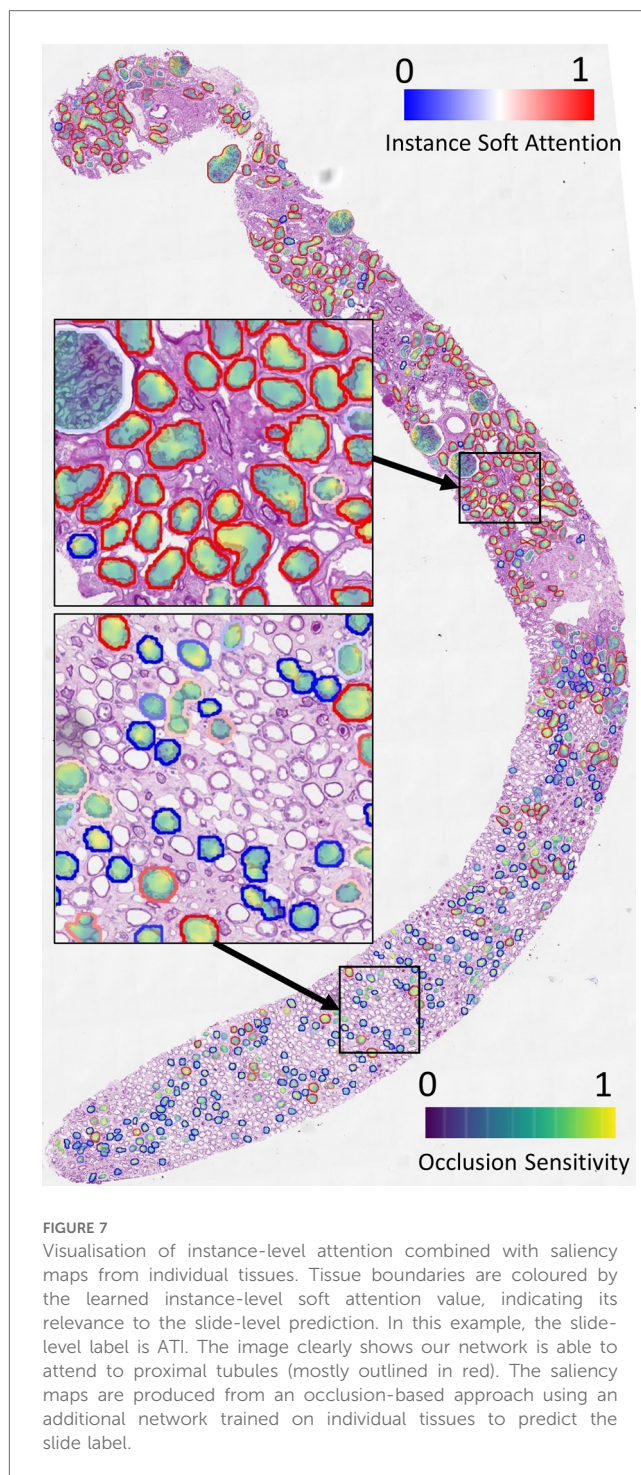 0 1
Instance Soft Attention
0 1
Occlusion Sensitivity
FIGURE 7
Visualisation of instance-level attention combined with saliency
maps from individual tissues. Tissue boundaries are coloured by
the learned instance-level soft attention value, indicating its
relevance to the slide-level prediction. In this example, the slide-
level label is ATI. The image clearly shows our network is able to
attend to proximal tubules (mostly outlined in red). The saliency
maps are produced from an occlusion-based approach using an
additional network trained on individual tissues to predict the
slide label.